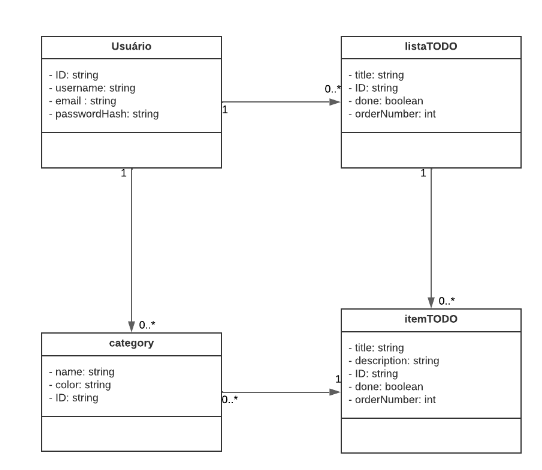 Usuário
- ID: string
- username: string
- email : string
- passwordHash: string
1
0..*
listaTODO
- title: string
- ID: string
- done: boolean
- orderNumber: int
1
1
0..*
0..*
category
- name: string
- color: string
- ID: string
0..*
1
itemTODO
- title: string
- description: string
- ID: string
- done: boolean
- orderNumber: int